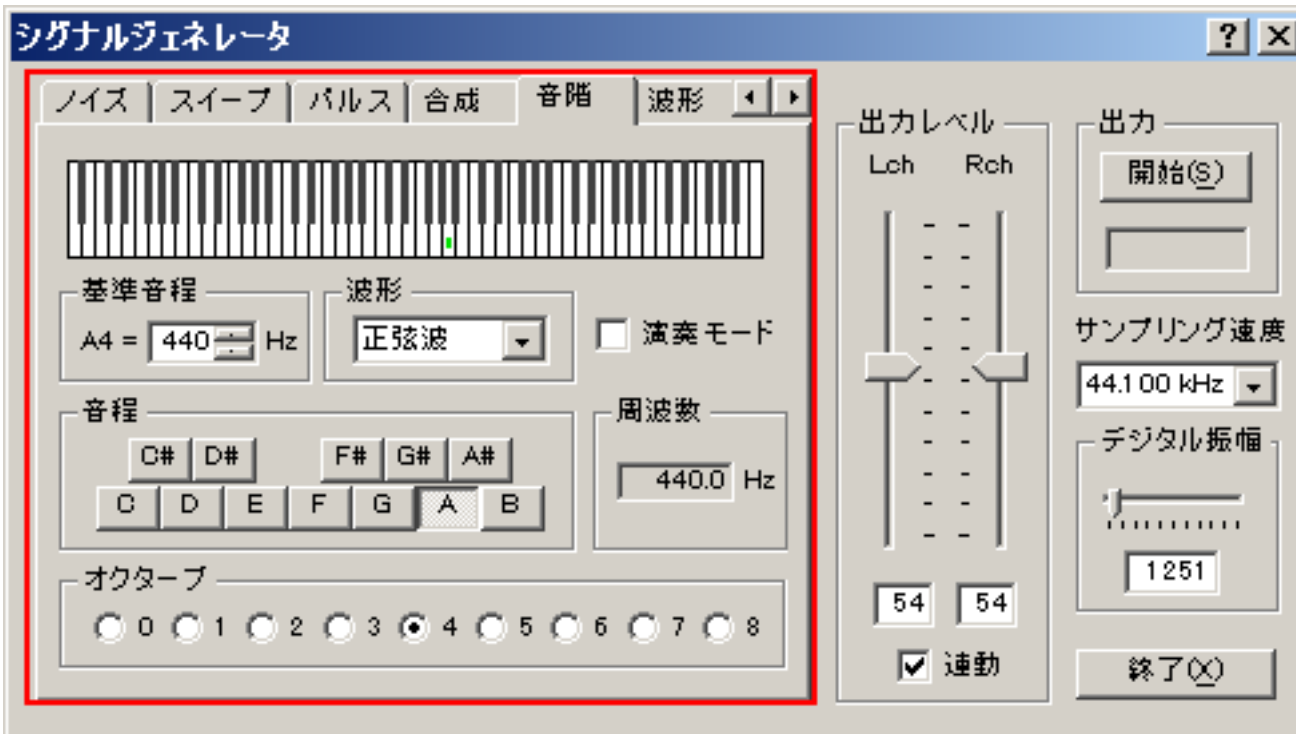 シグナルジェネレータ
ノイズ スイープ パルス 合成 音階 波形
基準音程
A4 = 440 Hz
波形
正弦波
演奏モード
音程
C# D# F# G# A#
C D E F G A B
周波数
440.0 Hz
オクターブ
0 1 2 3 4 5 6 7 8
出力レベル
Lch Rch
54 54
連動
出力
開始(S)
サンプリング速度
44.100 kHz
デジタル振幅
1251
終了(X)